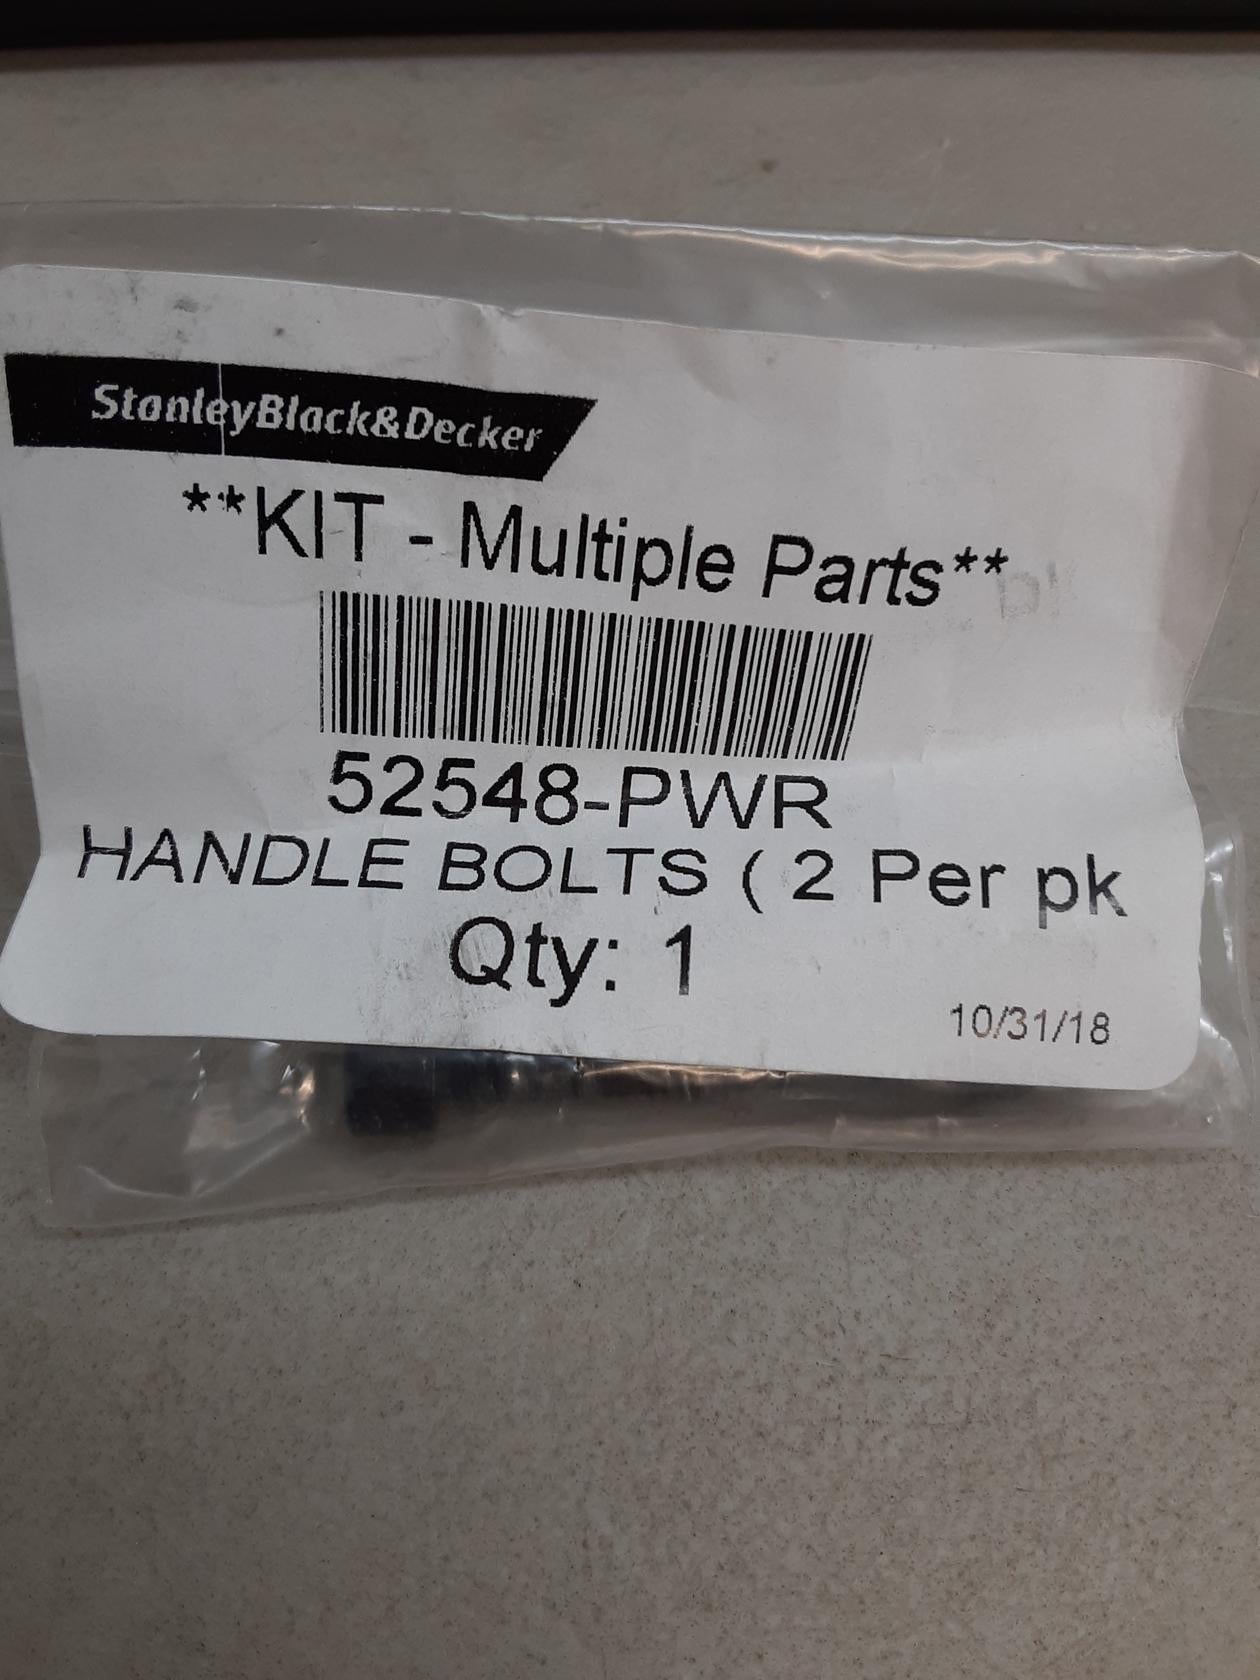 StanleyBlack&Decker
**KIT - Multiple Parts**
52548-PWR
HANDLE BOLTS ( 2 Per pk
Qty: 1
10/31/18